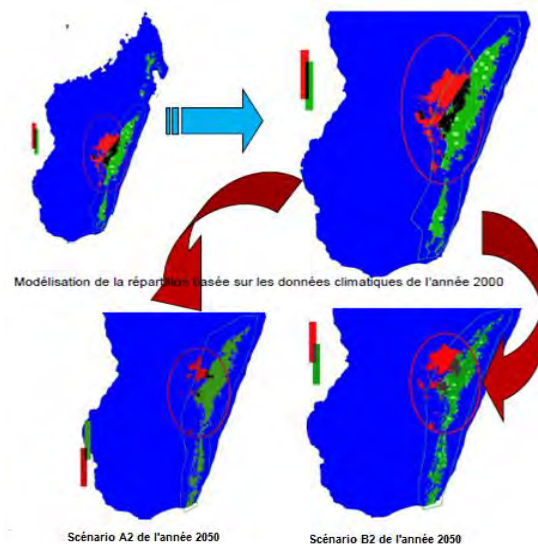 Modélisation de la répartition basée sur les données climatiques de l'année 2000
Scénario A2 de l'année 2050
Scénario B2 de l'année 2050